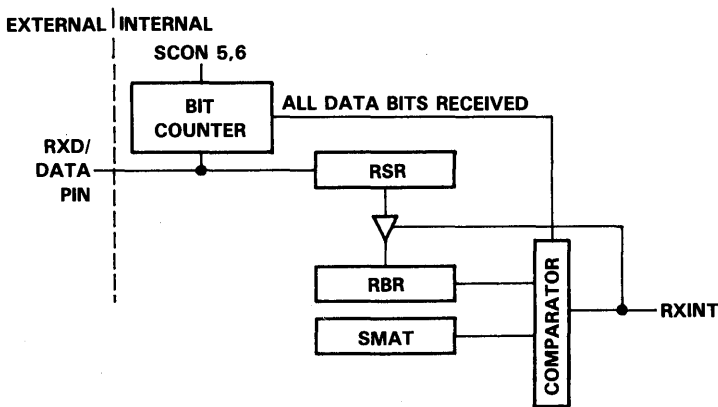 EXTERNAL INTERNAL
SCON 5,6
BIT
COUNTER
ALL DATA BITS RECEIVED
RXD/
DATA
PIN
RSR
RBR
SMAT
COMPARATOR
RXINT